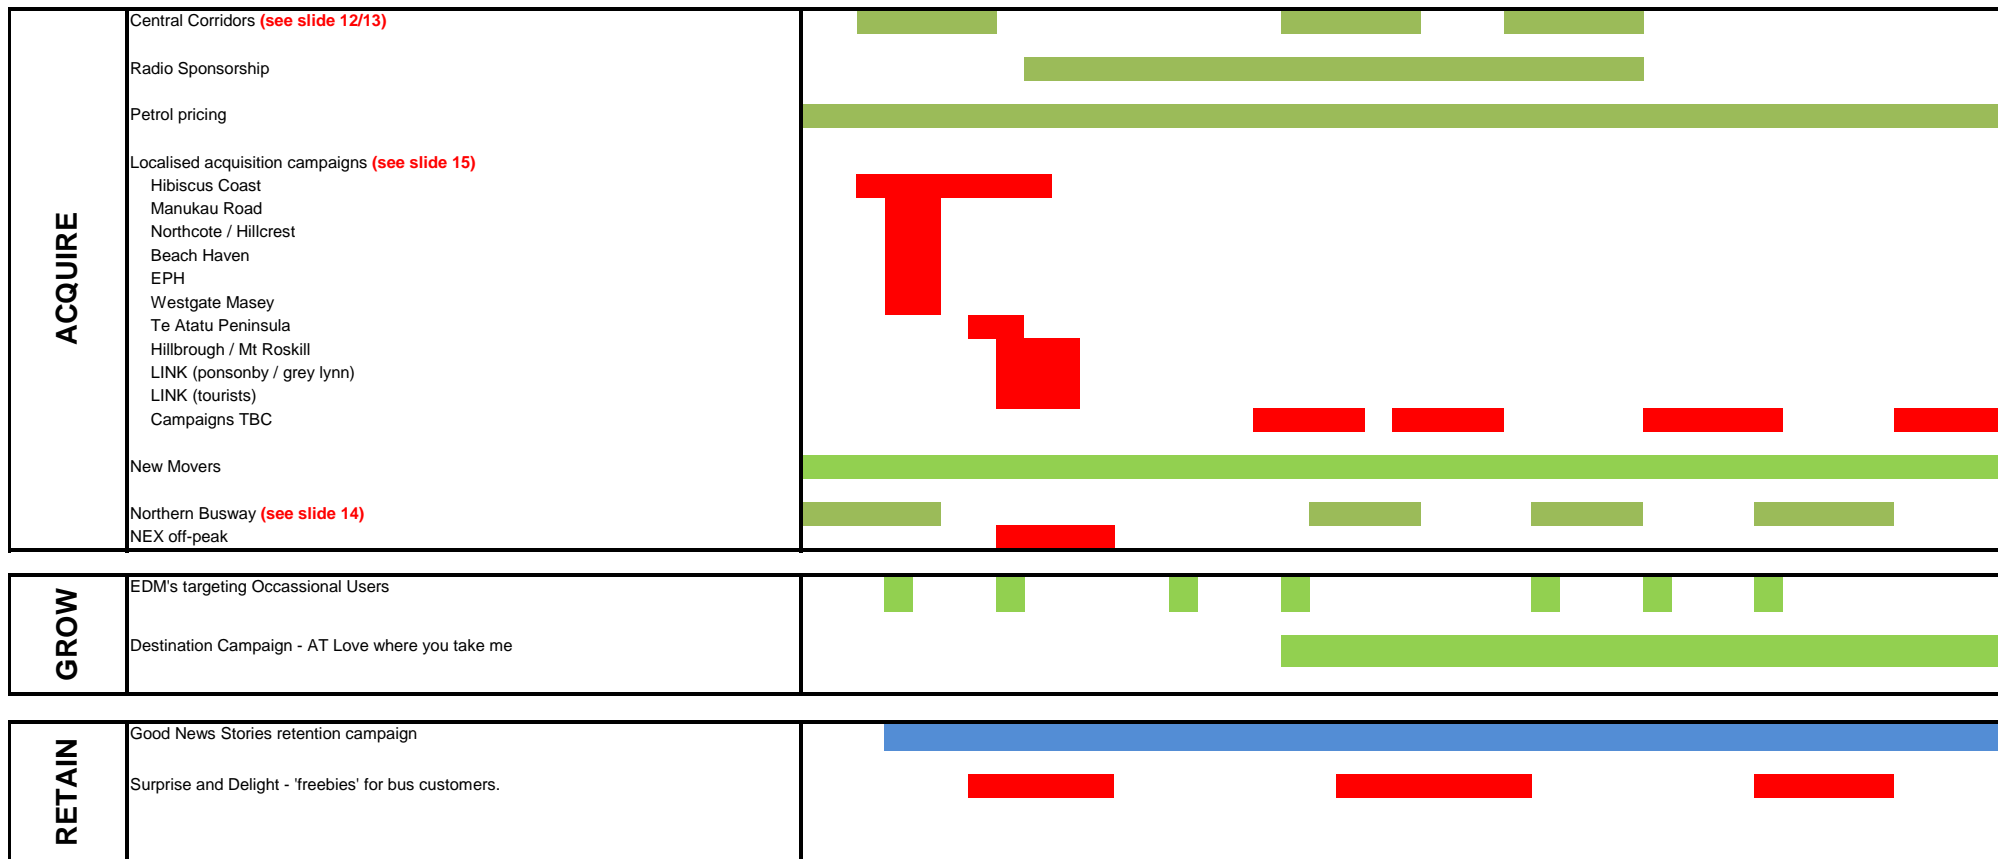 ACQUIRE
Central Corridors (see slide 12/13)
Radio Sponsorship
Petrol pricing
Localised acquisition campaigns (see slide 15)
Hibiscus Coast
Manukau Road
Northcote / Hillcrest
Beach Haven
EPH
Westgate Masey
Te Atatu Peninsula
Hillbrough / Mt Roskill
LINK (ponsonby / grey lynn)
LINK (tourists)
Campaigns TBC
New Movers
Northern Busway (see slide 14)
NEX off-peak
GROW
EDM's targeting Occassional Users
Destination Campaign - AT Love where you take me
RETAIN
Good News Stories retention campaign
Surprise and Delight - 'freebies' for bus customers.